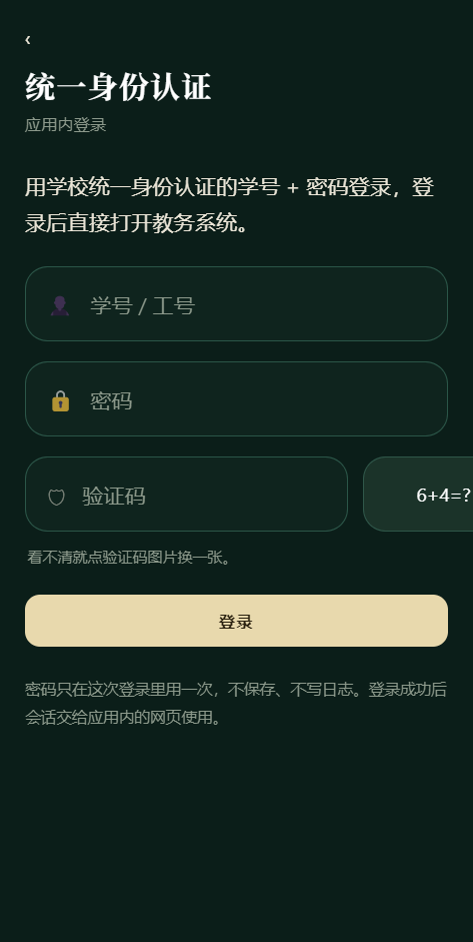 ‹
统一身份认证
应用内登录
用学校统一身份认证的学号 + 密码登录，登
录后直接打开教务系统。
学号 / 工号
密码
验证码
6+4=?
看不清就点验证码图片换一张。
登录
密码只在这次登录里用一次，不保存、不写日志。登录成功后
会话交给应用内的网页使用。